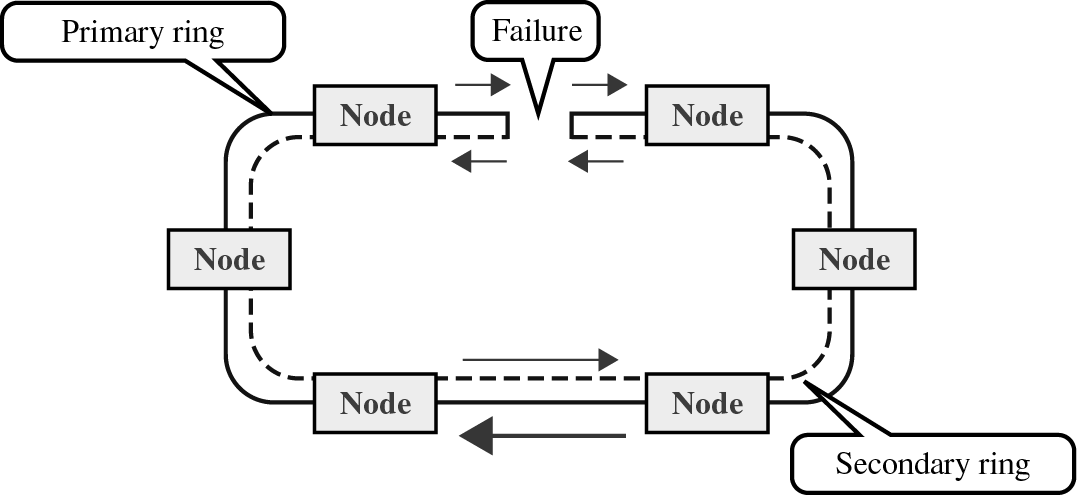 Primary ring
Failure
Node
Node
Node
Node
Node
Node
Secondary ring